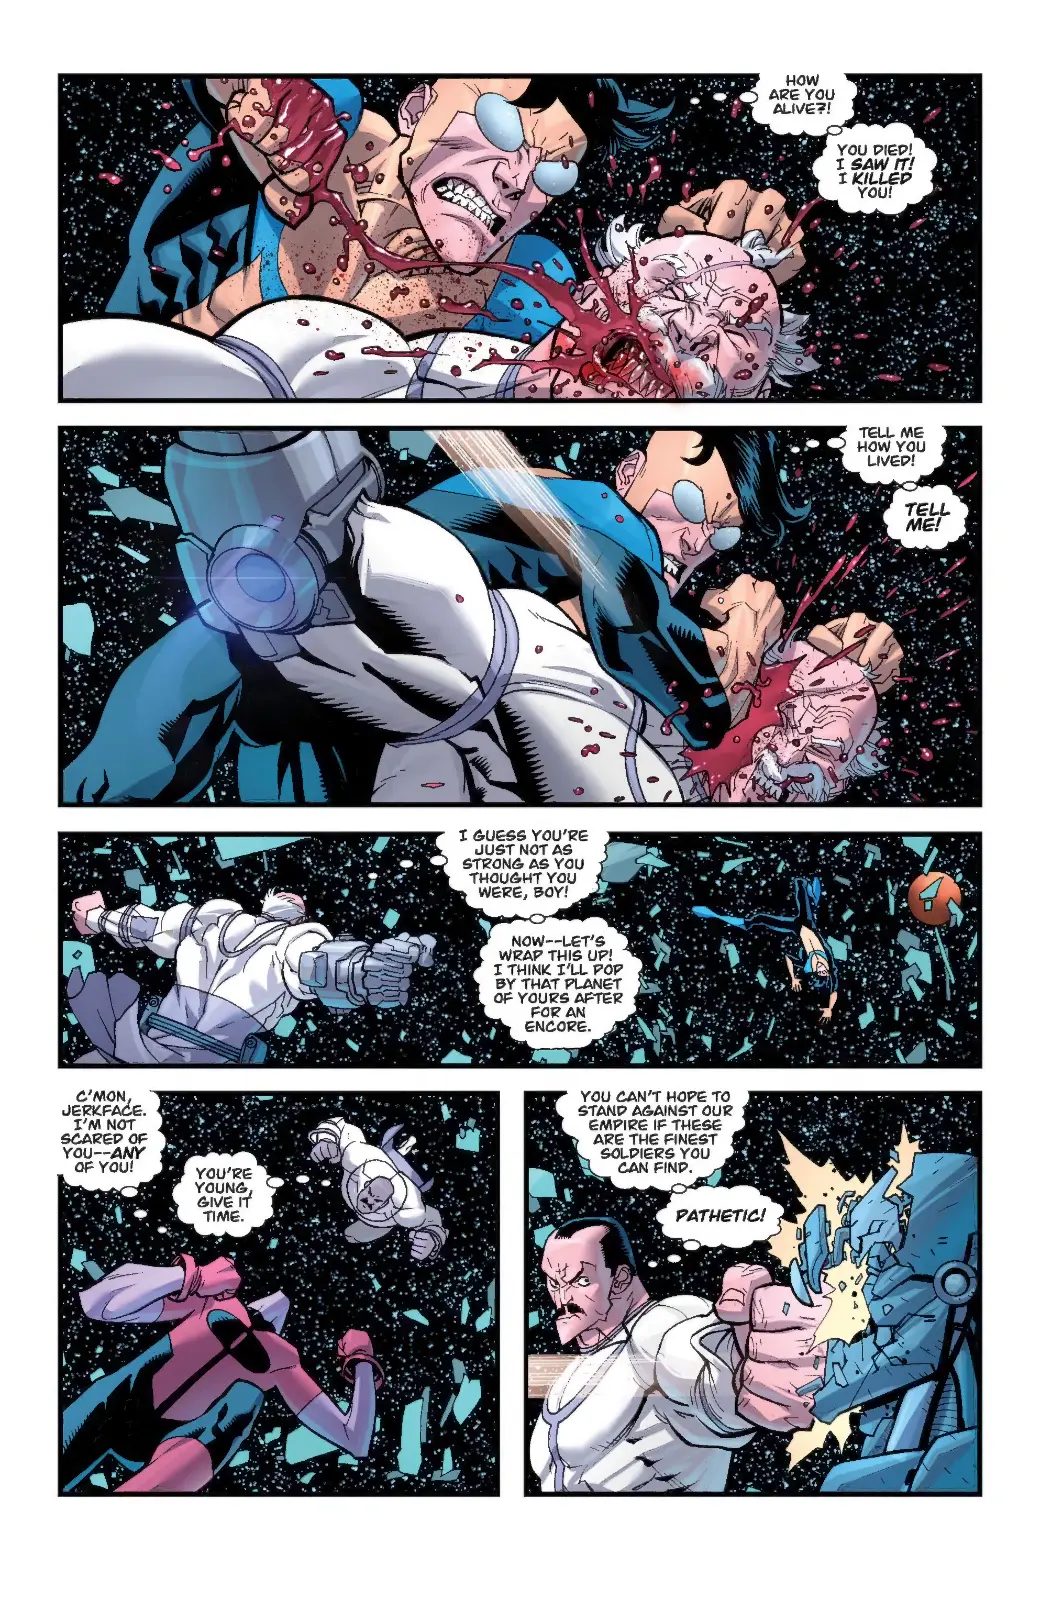 HOW
ARE YOU
ALIVE?!
YOU DIED!
I SAW IT!
I KILLED
YOU!
TELL ME
HOW YOU
LIVED!
TELL
ME!
I GUESS YOU'RE
JUST NOT AS
STRONG AS YOU
THOUGHT YOU
WERE, BOY!
NOW--LET'S
WRAP THIS UP!
I THINK I'LL POP
BY THAT PLANET
OF YOURS AFTER
FOR AN
ENCORE.
C'MON,
JERKFACE.
I'M NOT
SCARED OF
YOU--ANY
OF YOU!
YOU'RE
YOUNG,
GIVE IT
TIME.
YOU CAN'T HOPE TO
STAND AGAINST OUR
EMPIRE IF THESE
ARE THE FINEST
SOLDIERS YOU
CAN FIND.
PATHETIC!